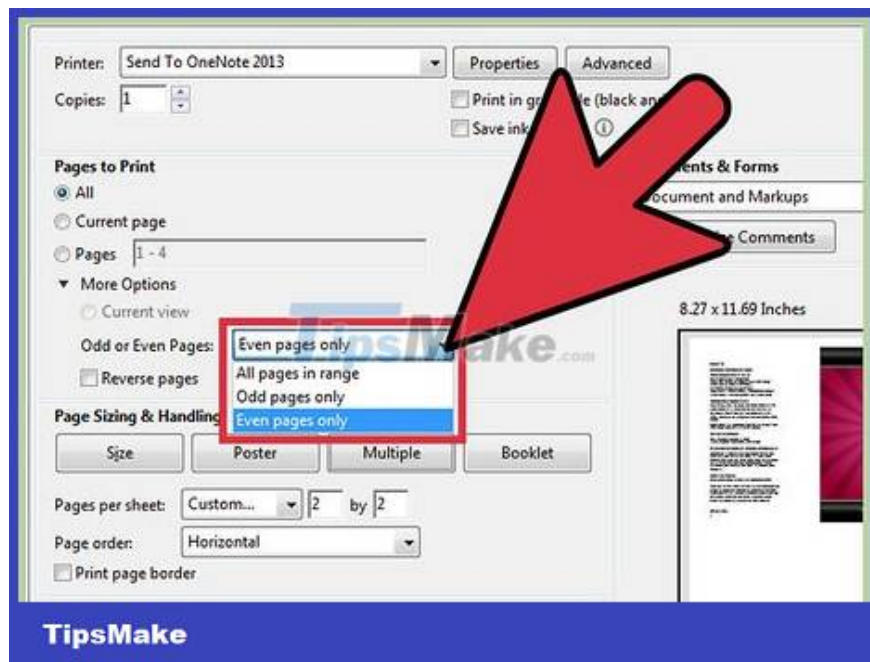 Printer: Send To OneNote 2013 Properties Advanced
Copies: 1 Print in (black and
Save ink
Pages to Print ents & Forms
All ocument and Markups
Current page
Pages 1 - 4 Comments
More Options
Current view 8.27 x 11.69 Inches
Odd or Even Pages: Even pages only
TipsMake.com
Reverse pages All pages in range
Odd pages only
Page Sizing & Handling Even pages only
Size Poster Multiple Booklet
Pages per sheet: Custom... 2 by 2
Page order: Horizontal
Print page border
TipsMake